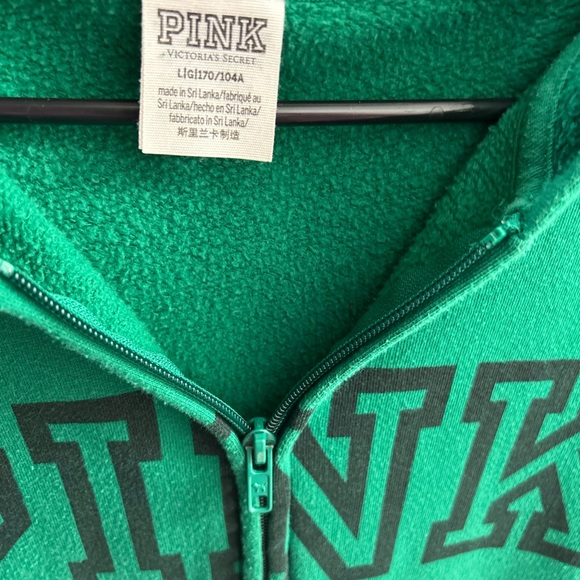 PINK
VICTORIA'S SECRET
L|G|170/104A
made in Sri Lanka/fabriqué au
Sri Lanka/hecho en Sri Lanka/
fabbricato in Sri Lanka/
斯里兰卡制造
PINK